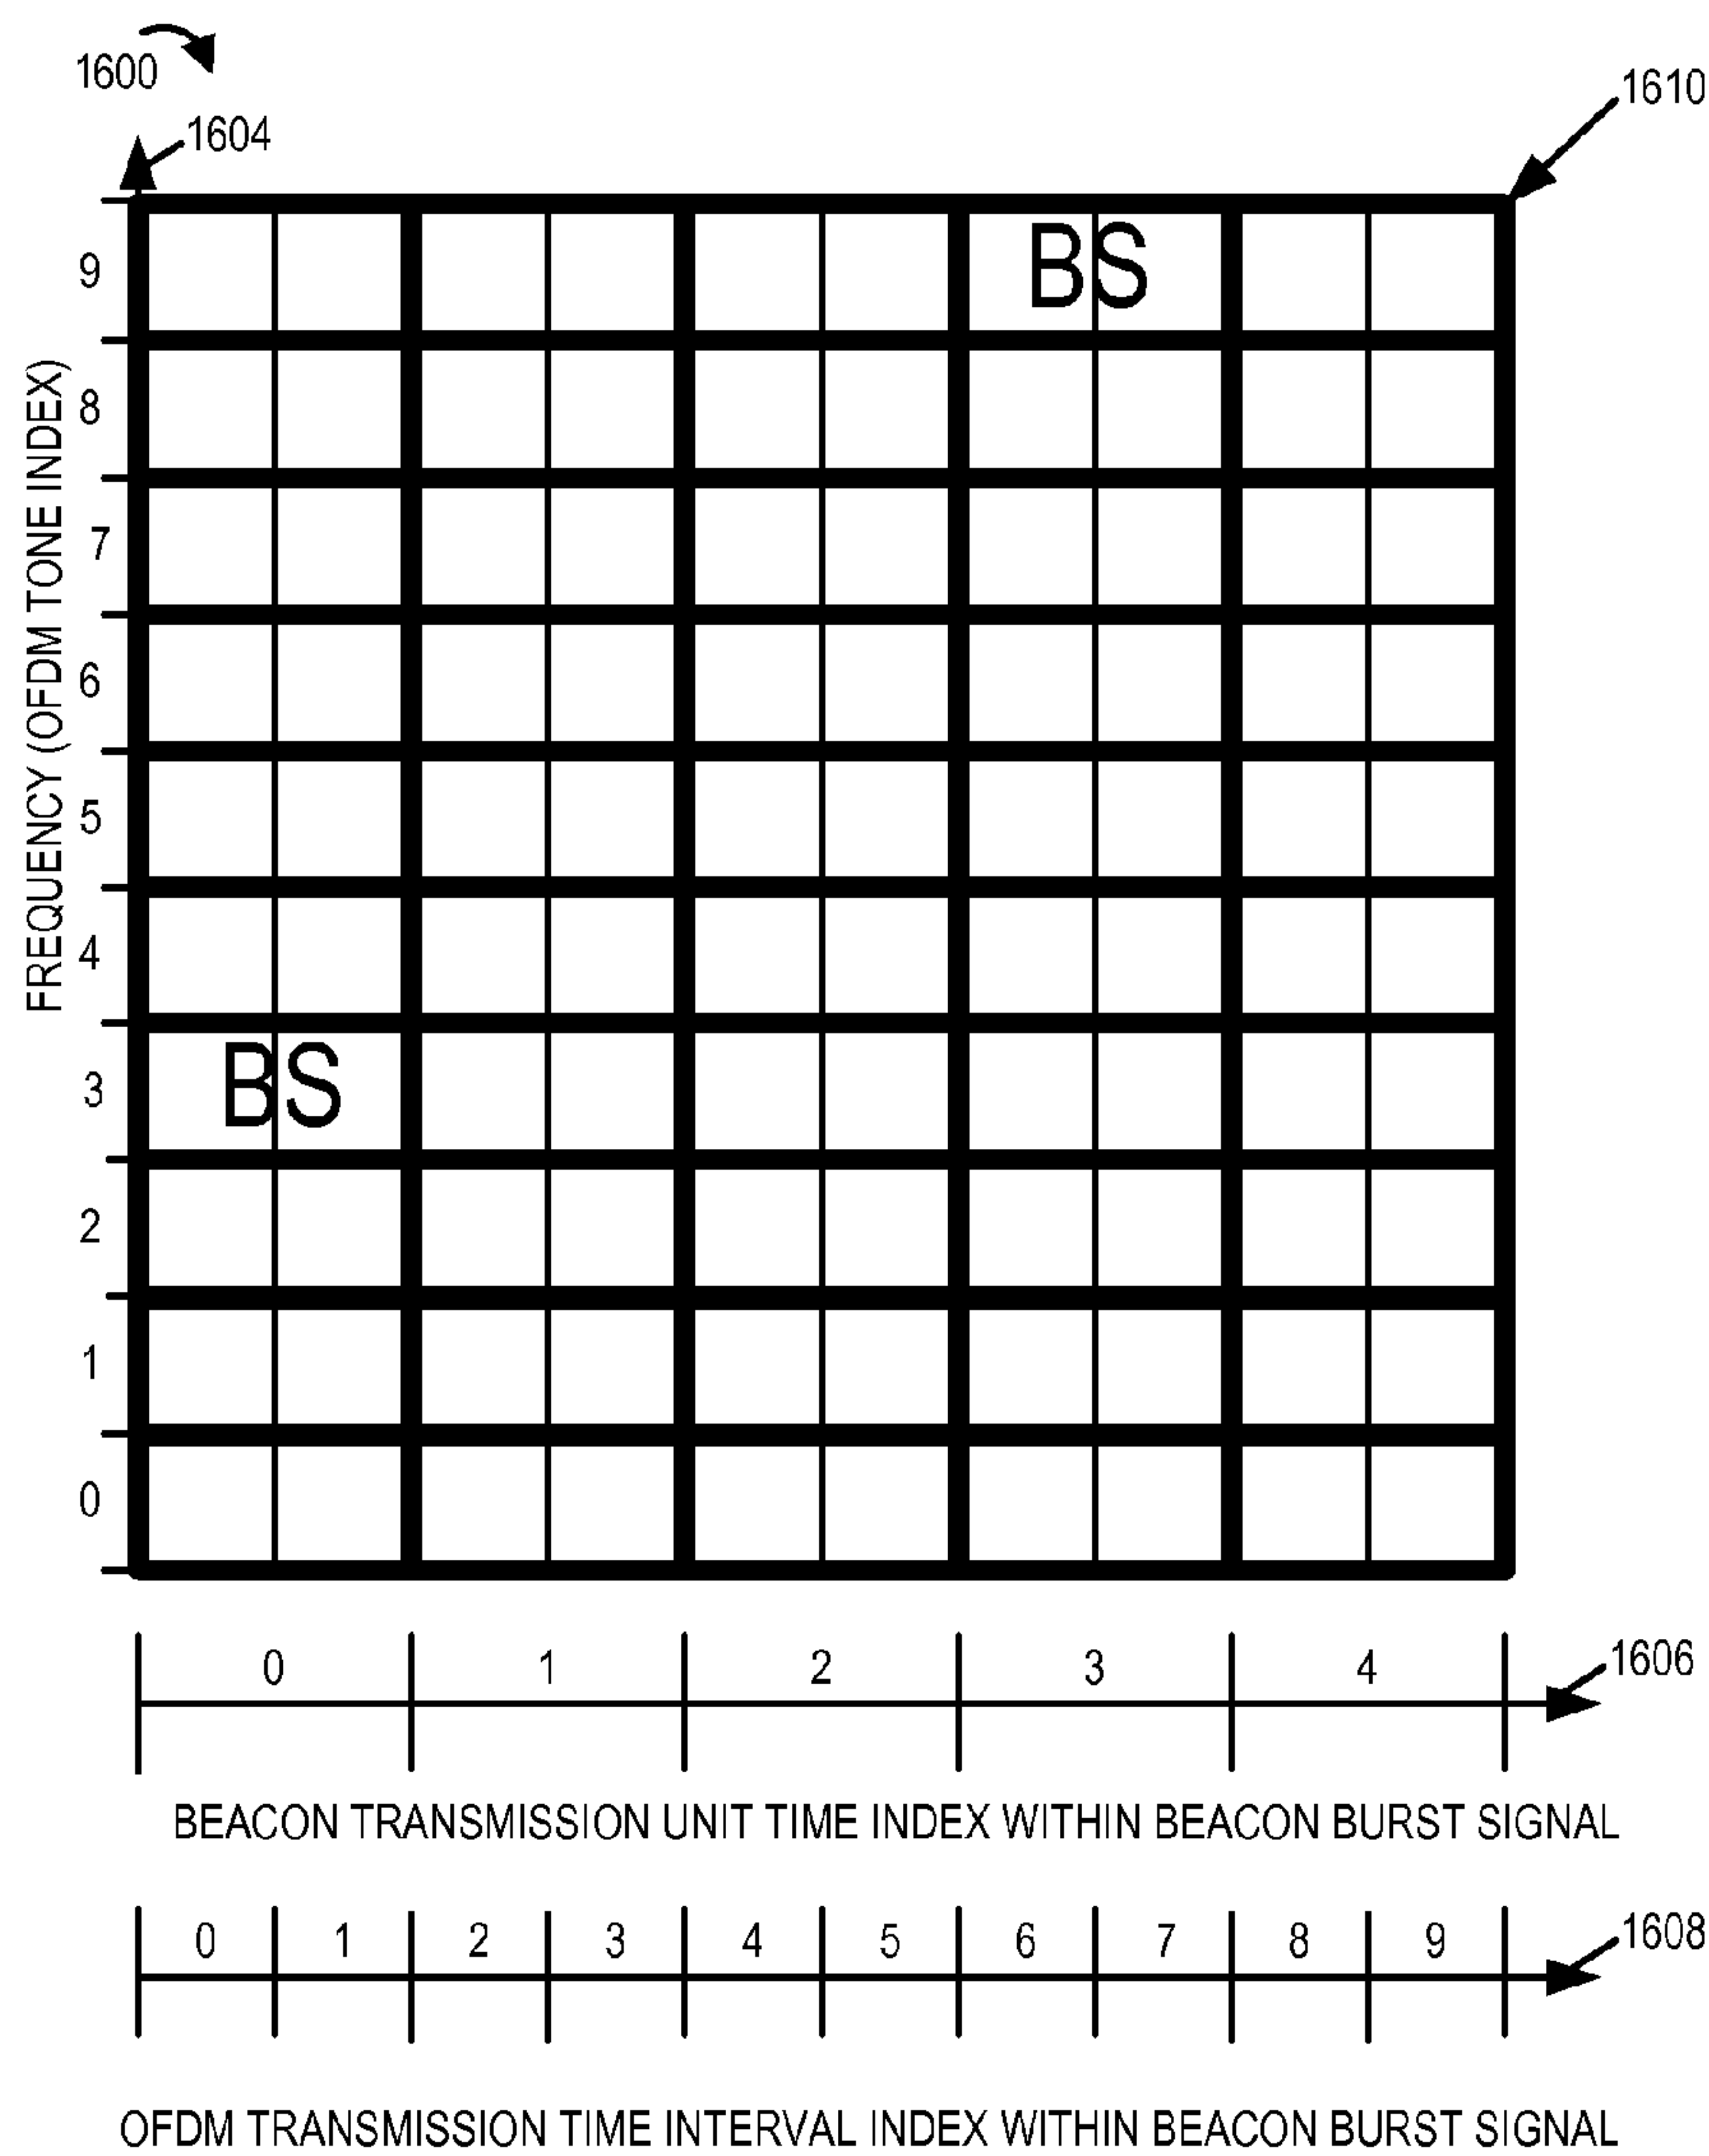 1600
1604
1610
FREQUENCY (OFDM TONE INDEX)
9
BS
8
7
6
5
4
3
BS
2
1
0
0 1 2 3 4
1606
BEACON TRANSMISSION UNIT TIME INDEX WITHIN BEACON BURST SIGNAL
0 1 2 3 4 5 6 7 8 9
1608
OFDM TRANSMISSION TIME INTERVAL INDEX WITHIN BEACON BURST SIGNAL